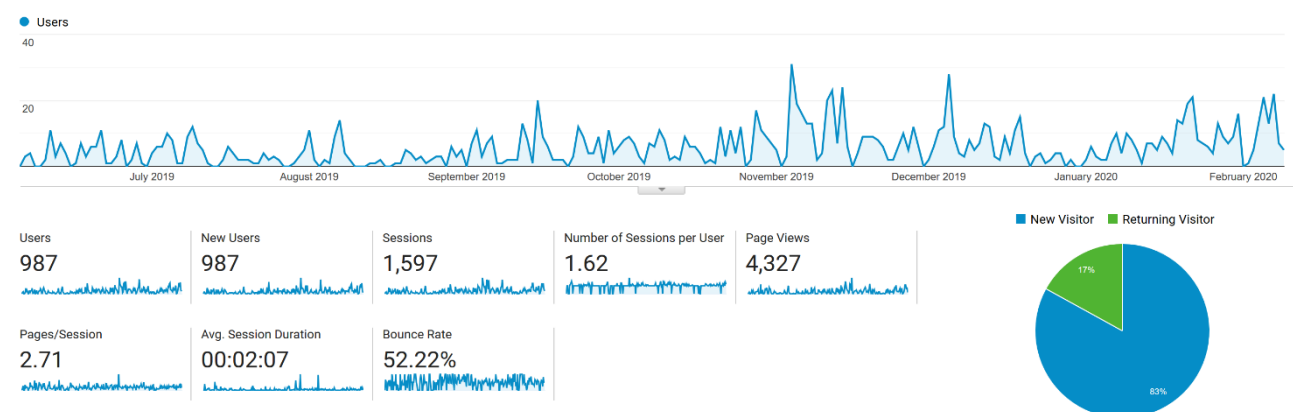 Users
40
20
July 2019 August 2019 September 2019 October 2019 November 2019 December 2019 January 2020 February 2020
New Visitor Returning Visitor
Users New Users Sessions Number of Sessions per User Page Views
987 987 1,597 1.62 4,327
17%
Pages/Session Avg. Session Duration Bounce Rate
2.71 00:02:07 52.22%
83%